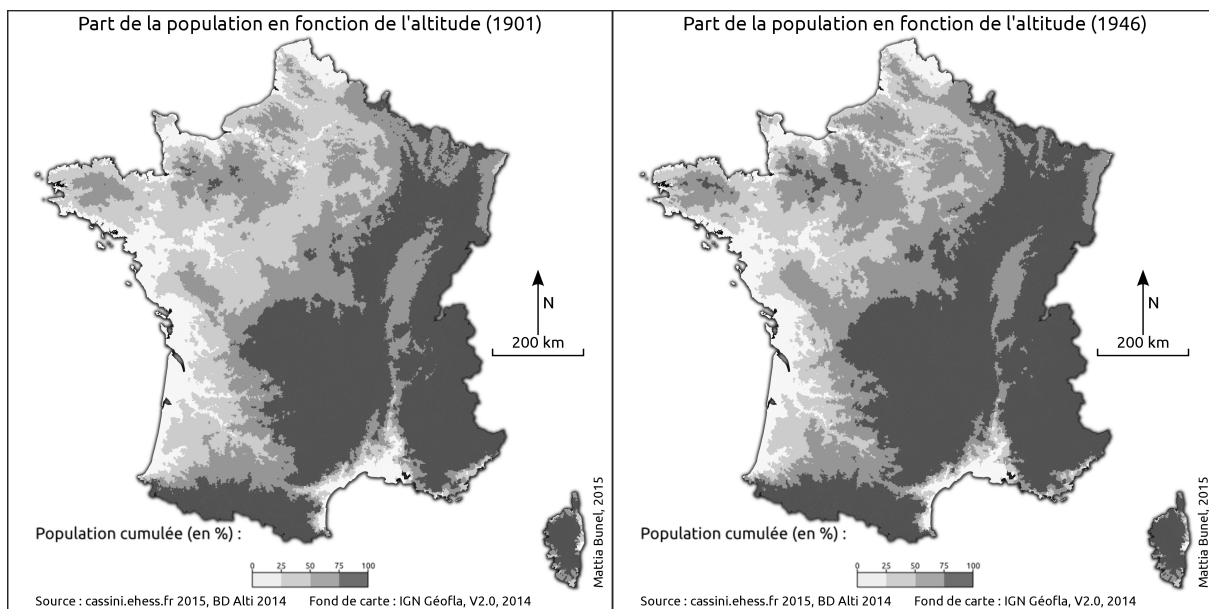 Part de la population en fonction de l'altitude (1901)
N
200 km
Mattia Bunel, 2015
Population cumulée (en %) :
0 25 50 75 100
Source : cassini.ehess.fr 2015, BD Alti 2014 Fond de carte : IGN Géofla, V2.0, 2014
Part de la population en fonction de l'altitude (1946)
N
200 km
Mattia Bunel, 2015
Population cumulée (en %) :
0 25 50 75 100
Source : cassini.ehess.fr 2015, BD Alti 2014 Fond de carte : IGN Géofla, V2.0, 2014